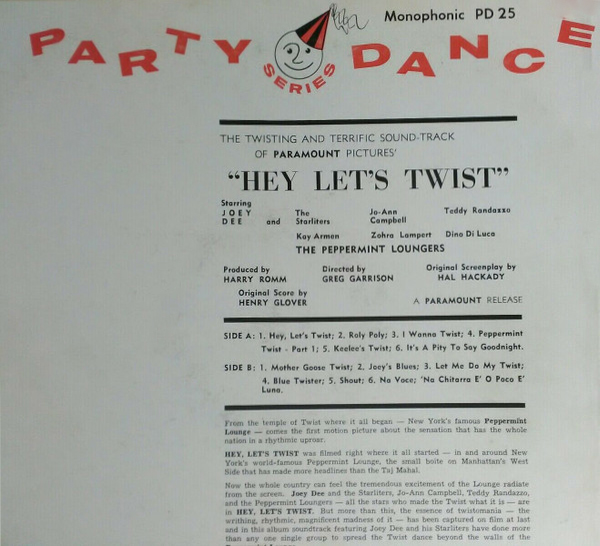 Monophonic PD 25
PARTY DANCE
SERIES
THE TWISTING AND TERRIFIC SOUND-TRACK
OF PARAMOUNT PICTURES'
"HEY LET'S TWIST"
Starring
JOEY DEE and The Starliters Jo-Ann Campbell Teddy Randazzo
Kay Armen Zohra Lampert Dino Di Luca
THE PEPPERMINT LOUNGERS
Produced by Directed by Original Screenplay by
HARRY ROMM GREG GARRISON HAL HACKADY
Original Score by
HENRY GLOVER A PARAMOUNT RELEASE
SIDE A: 1. Hey, Let's Twist; 2. Roly Poly; 3. I Wanna Twist; 4. Peppermint
Twist - Part 1; 5. Keelee's Twist; 6. It's A Pity To Say Goodnight.
SIDE B: 1. Mother Goose Twist; 2. Joey's Blues; 3. Let Me Do My Twist;
4. Blue Twister; 5. Shout; 6. Na Voce; 'Na Chitarra E' O Poco E'
Luna.
From the temple of Twist where it all began — New York's famous Peppermint
Lounge — comes the first motion picture about the sensation that has the whole
nation in a rhythmic uproar.
HEY, LET'S TWIST was filmed right where it all started — in and around New
York's world-famous Peppermint Lounge, the small boite on Manhattan's West
Side that has made more headlines than the Taj Mahal.
Now the whole country can feel the tremendous excitement of the Lounge radiate
from the screen. Joey Dee and the Starliters, Jo-Ann Campbell, Teddy Randazzo,
and the Peppermint Loungers — all the stars who made the Twist what it is — are
in HEY, LET'S TWIST. But more than this, the essence of twistomania — the
writhing, rhythmic, magnificent madness of it — has been captured on film at last
and in this album soundtrack featuring Joey Dee and his Starliters have done more
than any one single group to spread the Twist dance beyond the walls of the